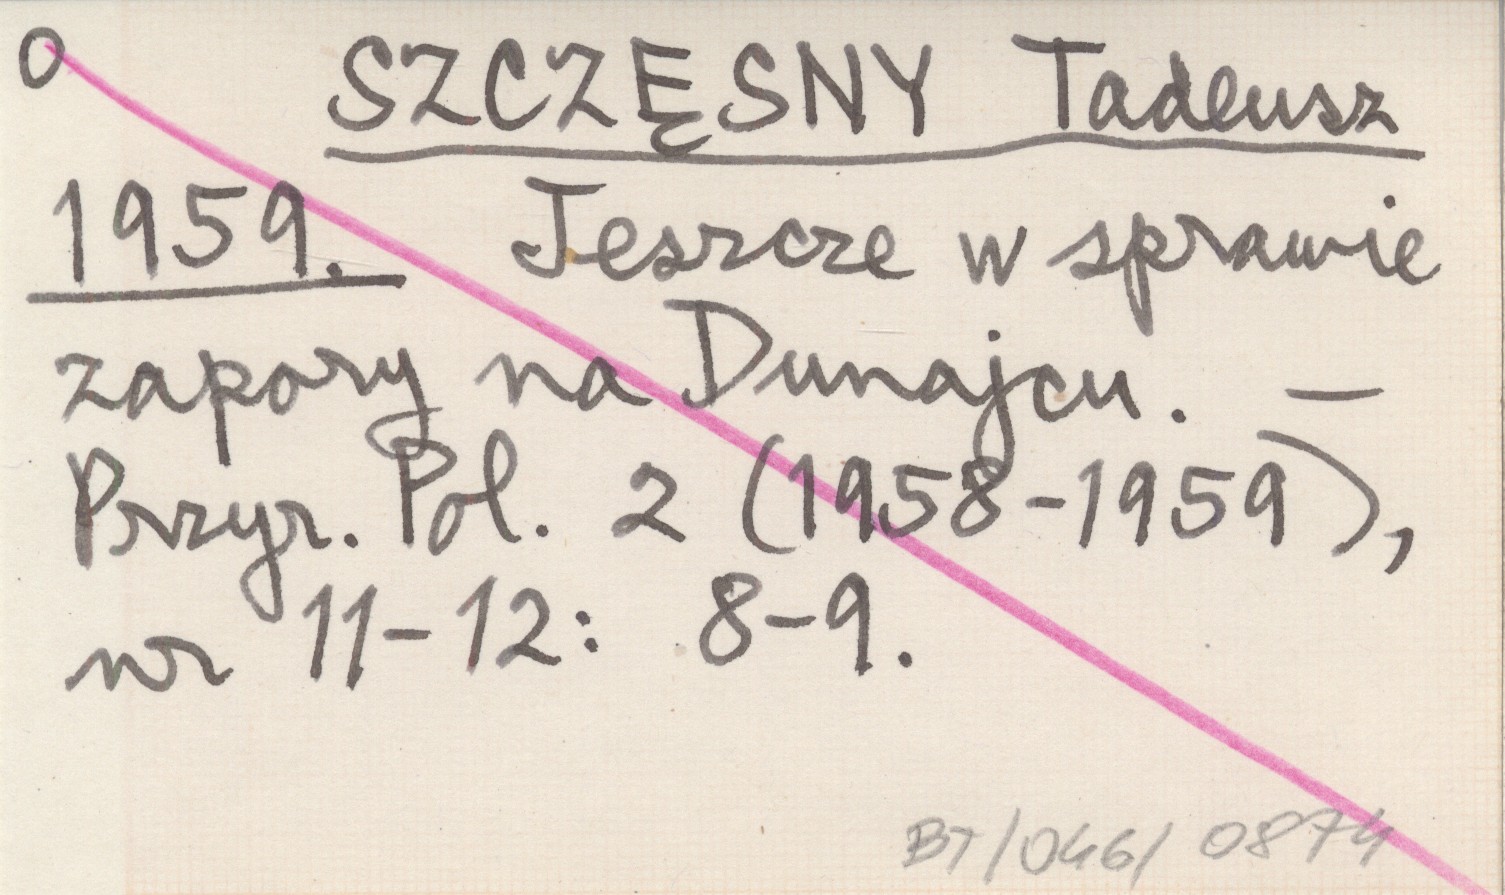 O SZCZĘSNY Tadeusz
1959. Jeszcze w sprawie
zapory na Dunajcu. –
Przyr. Pol. 2 (1958-1959),
nr 11-12: 8-9.
BT/046/0874